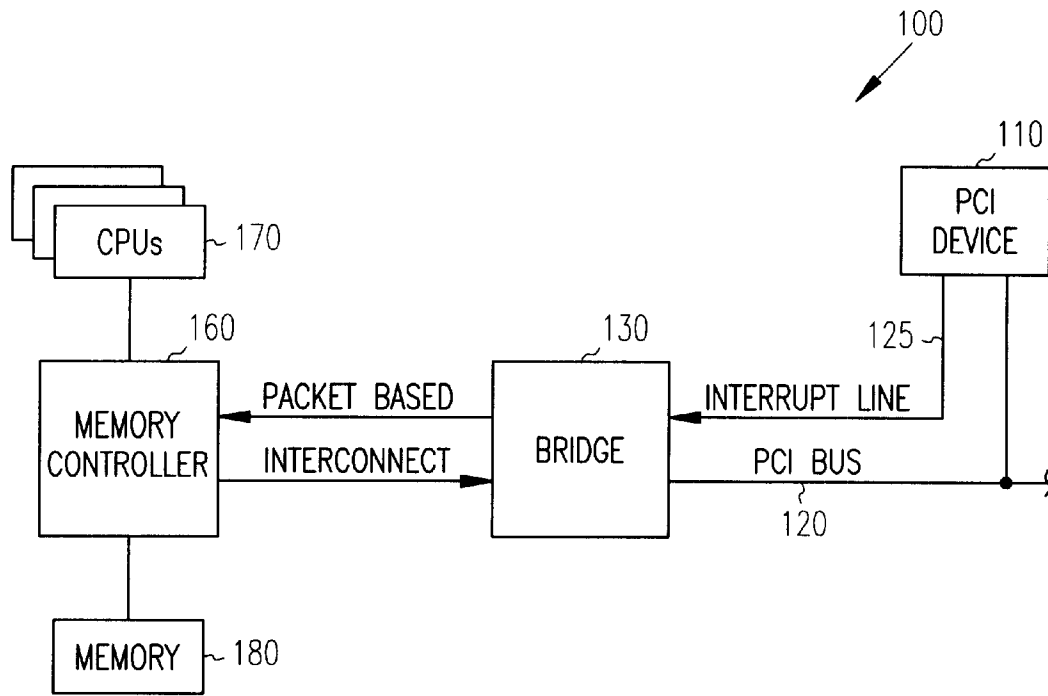 100
110
PCI
DEVICE
CPUs
170
160
130
125
PACKET BASED
INTERRUPT LINE
MEMORY
CONTROLLER
BRIDGE
INTERCONNECT
PCI BUS
120
MEMORY
180